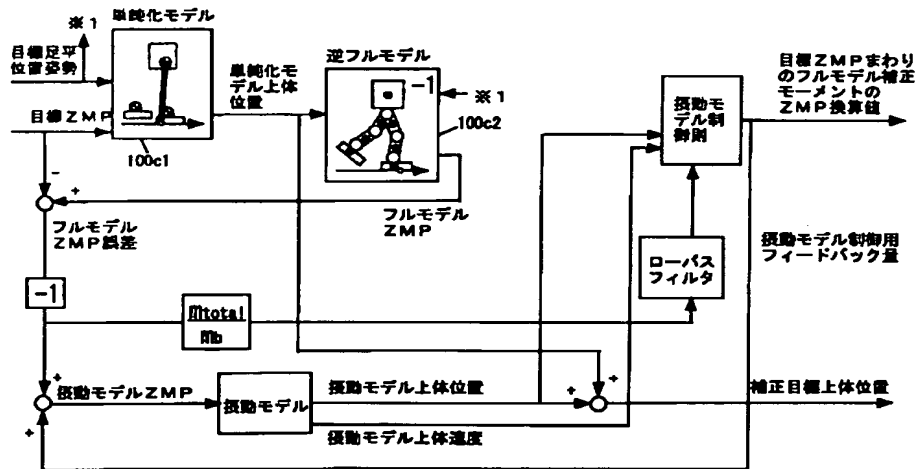 ※1
単純化モデル
目標足平
位置姿勢
目標ZMP
100c1
単純化モ
デル上体
位置
逆フルモデル
-1
※1
100c2
フルモデル
ZMP
摂動モ
デル制
御則
目標ZMPまわり
のフルモデル補正
モーメントの
ZMP換算値
-
+
フルモデル
ZMP誤差
-1
Mtotal
Mb
ローパス
フィルタ
摂動モデル制御用
フィードバック量
+
+
摂動モデルZMP
摂動モデル
摂動モデル上体位置
摂動モデル上体速度
+
+
補正目標上体位置